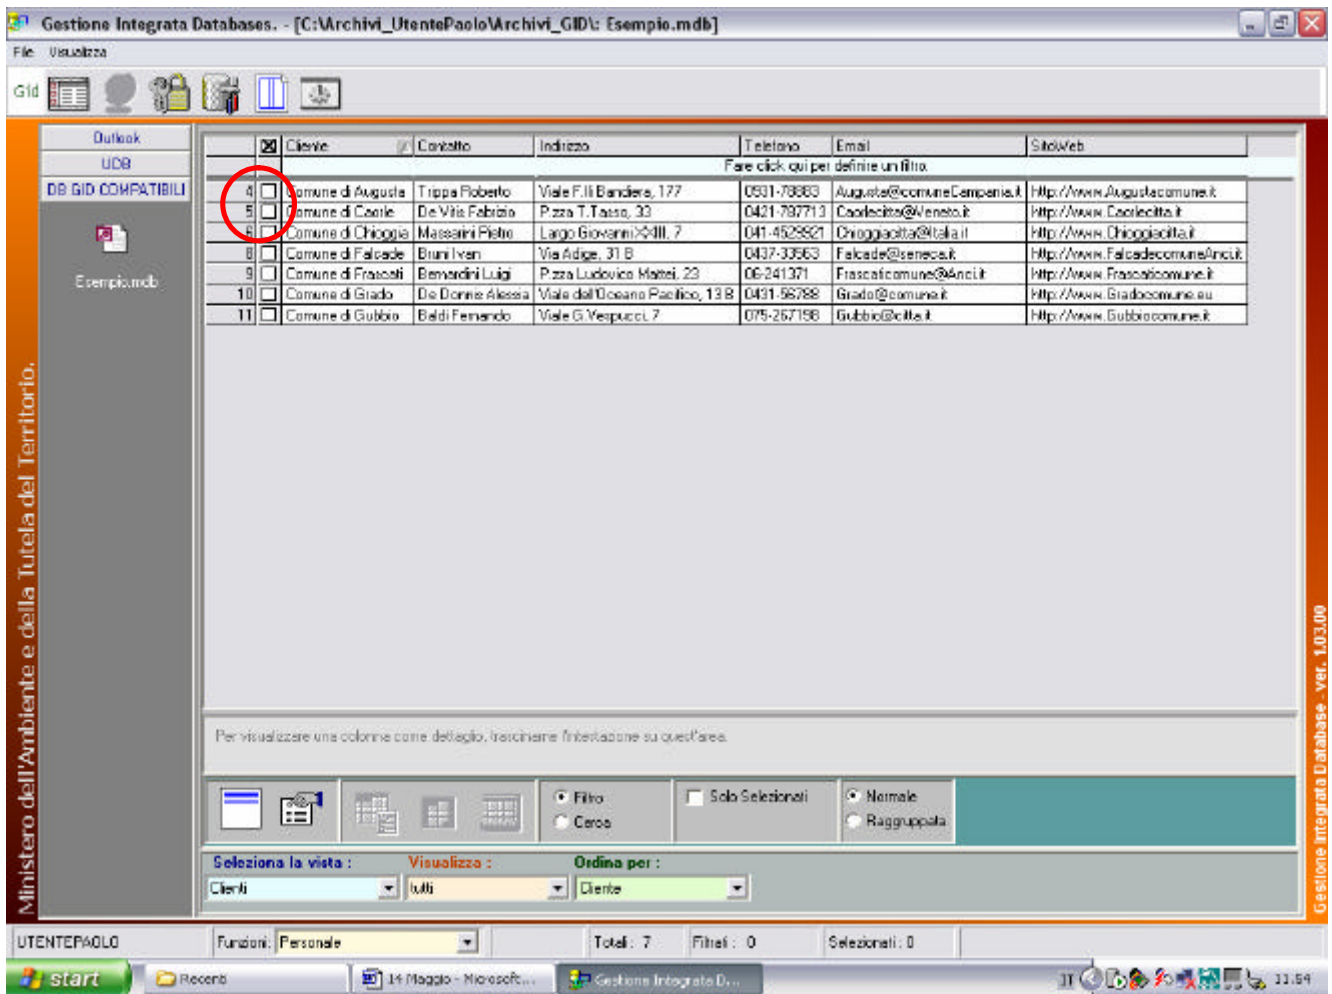 Gestione Integrata Databases. - [C:\Archivi_UtentePaolo\Archivi_GID\: Esempio.mdb]
File Visualizza
Gid
Outlook
UDB
DB GID COMPATIBILI
Esempio.mdb
Cliente Contatto Indirizzo Telefono Email SitoWeb
Fare click qui per definire un filtro.
4 Comune di Augusta Trippa Roberto Viale F.lli Bandiera, 177 0931-78883 Augusta@comuneCampania.it http://www.Augustacomune.it
5 Comune di Caorle De Vitis Fabrizio P.zza T.Tasso, 33 0421-787713 Caorlecitta@Veneto.it http://www.Caorlecitta.it
6 Comune di Chioggia Massarini Pietro Largo Giovanni XXIII, 7 041-4529921 Chioggiacitta@Italia.it http://www.Chioggiacitta.it
8 Comune di Falcade Bruni Ivan Via Adige, 31 B 0437-33563 Falcade@seneca.it http://www.FalcadecomuneAnci.it
9 Comune di Frascati Bernardini Luigi P.zza Ludovico Mattei, 23 06-241371 Frascaticomune@Anci.it http://www.Frascaticomune.it
10 Comune di Grado De Donnis Alessia Viale dell'Oceano Pacifico, 13 B 0431-56788 Grado@comune.it http://www.Gradocomune.eu
11 Comune di Gubbio Baldi Fernando Viale G.Vespucci, 7 075-267198 Gubbio@citta.it http://www.Gubbiocomune.it
Per visualizzare una colonna come dettaglio, trascinarne l'intestazione su quest'area.
Filtro
Cerca
Solo Selezionati
Normale
Raggruppata
Seleziona la vista : Visualizza : Ordina per :
Clienti tutti Cliente
Ministero dell'Ambiente e della Tutela del Territorio.
Gestione Integrata Database - ver. 1.03.00
UTENTEPAOLO Funzioni: Personale Totali : 7 Filtrati : 0 Selezionati : 0
start Recenti 14 Maggio - Microsoft... Gestione Integrata D... IT 11.54